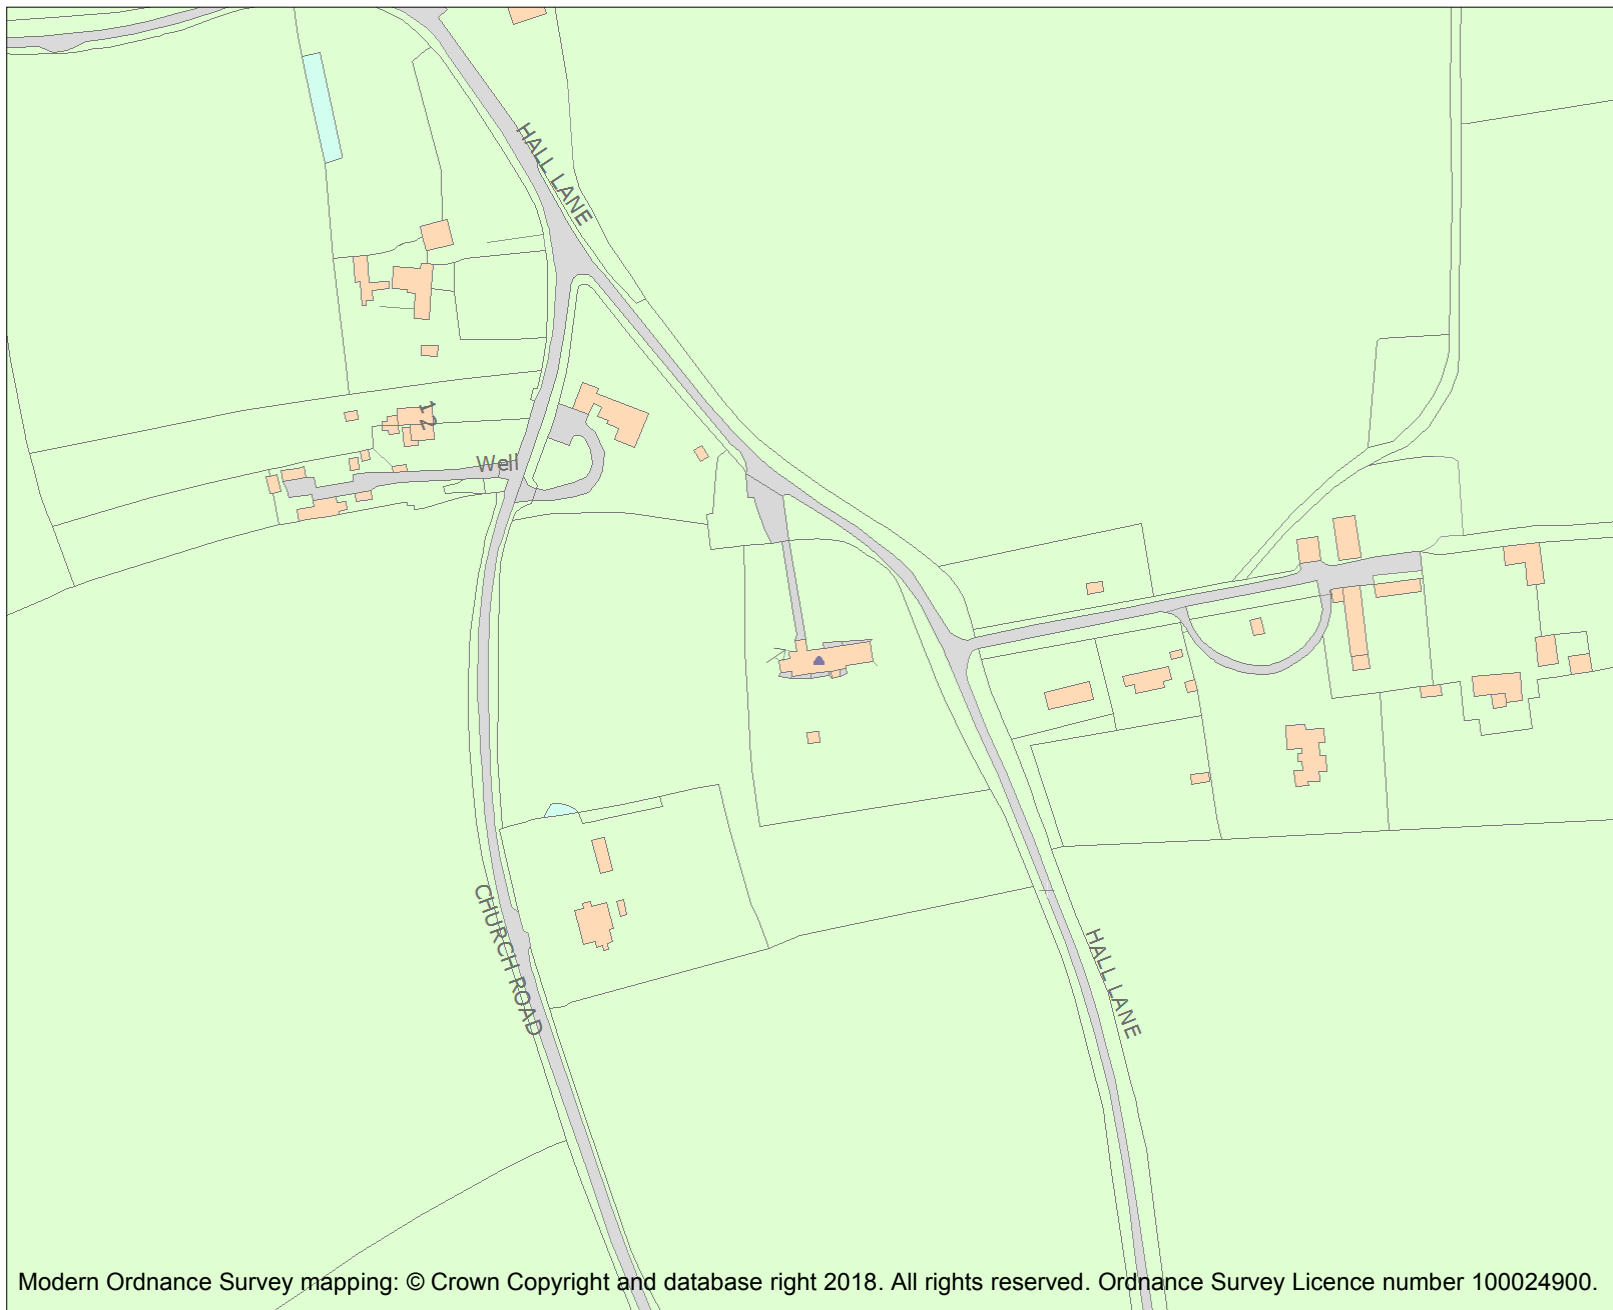 HALL LANE
12
Well
CHURCH ROAD
HALL LANE
Modern Ordnance Survey mapping: © Crown Copyright and database right 2018. All rights reserved. Ordnance Survey Licence number 100024900.